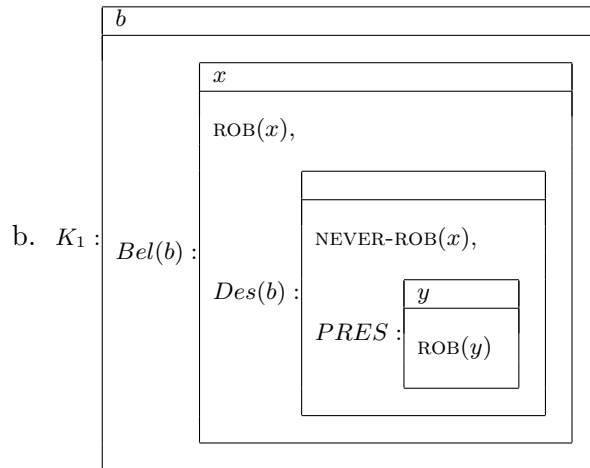 b
x
ROB(x),
b. K₁ :
Bel(b) :
NEVER-ROB(x),
Des(b) :
y
PRES :
ROB(y)